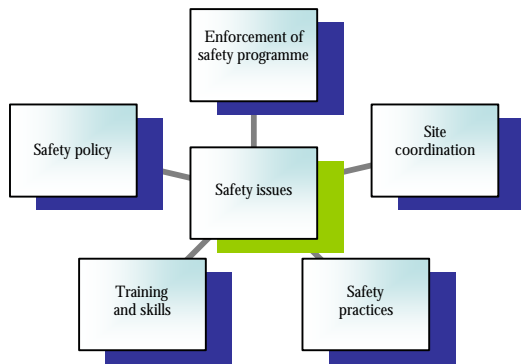 Enforcement of
safety programme
Safety policy
Site
coordination
Safety issues
Training
and skills
Safety
practices